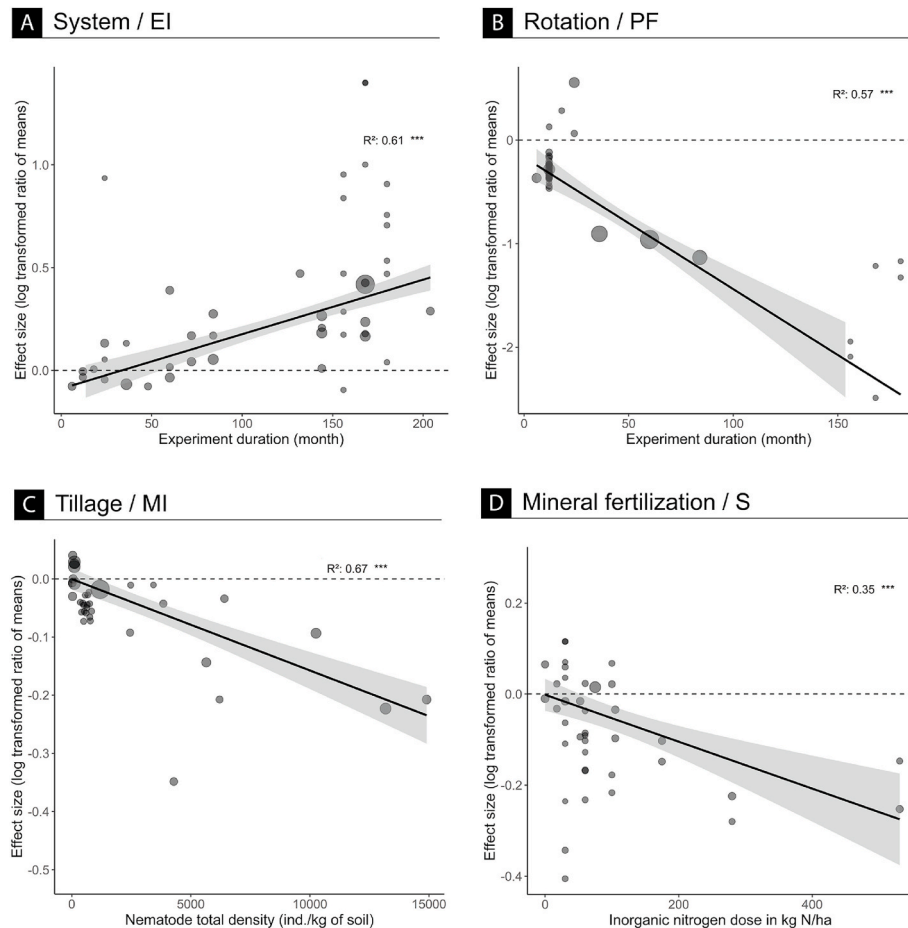 A System / EI
Effect size (log transformed ratio of means)
1.0
0.5
0.0
R²: 0.61 ***
0 50 100 150 200
Experiment duration (month)
B Rotation / PF
Effect size (log transformed ratio of means)
0
-1
-2
R²: 0.57 ***
0 50 100 150
Experiment duration (month)
C Tillage / MI
Effect size (log transformed ratio of means)
0.0
-0.1
-0.2
-0.3
-0.4
-0.5
R²: 0.67 ***
0 5000 10000 15000
Nematode total density (ind./kg of soil)
D Mineral fertilization / S
Effect size (log transformed ratio of means)
0.2
0.0
-0.2
-0.4
R²: 0.35 ***
0 200 400
Inorganic nitrogen dose in kg N/ha